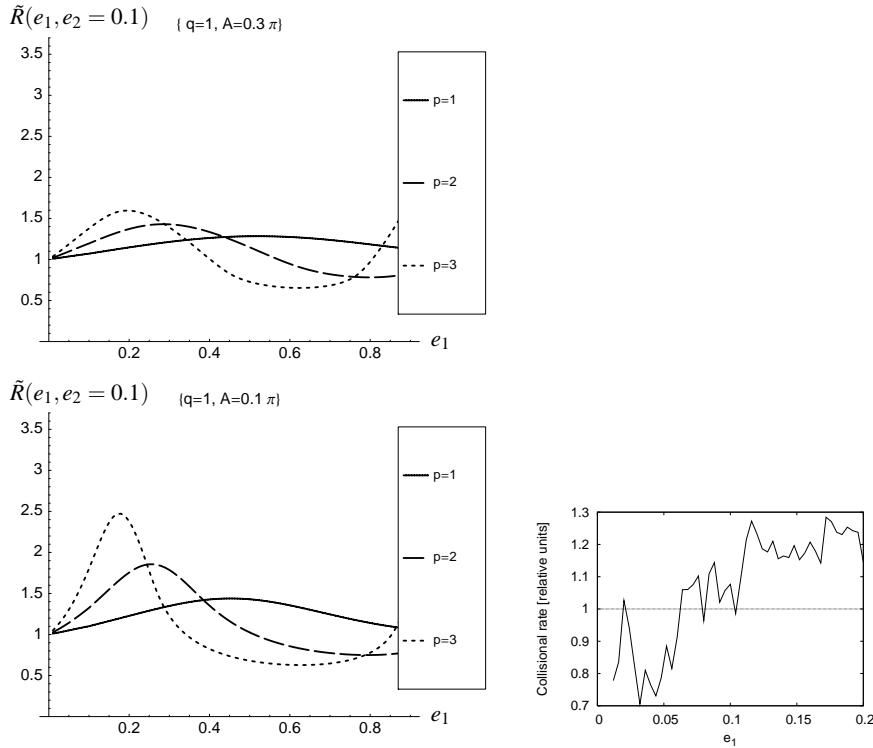 R̃(e₁, e₂ = 0.1) { q=1, A=0.3 π}
3.5
3
2.5
2
1.5
1
0.5
0.2 0.4 0.6 0.8 e₁
p=1
p=2
p=3
R̃(e₁, e₂ = 0.1) {q=1, A=0.1 π}
3.5
3
2.5
2
1.5
1
0.5
0.2 0.4 0.6 0.8 e₁
p=1
p=2
p=3
Collisional rate [relative units]
1.3
1.2
1.1
1
0.9
0.8
0.7
0 0.05 0.1 0.15 0.2
e₁